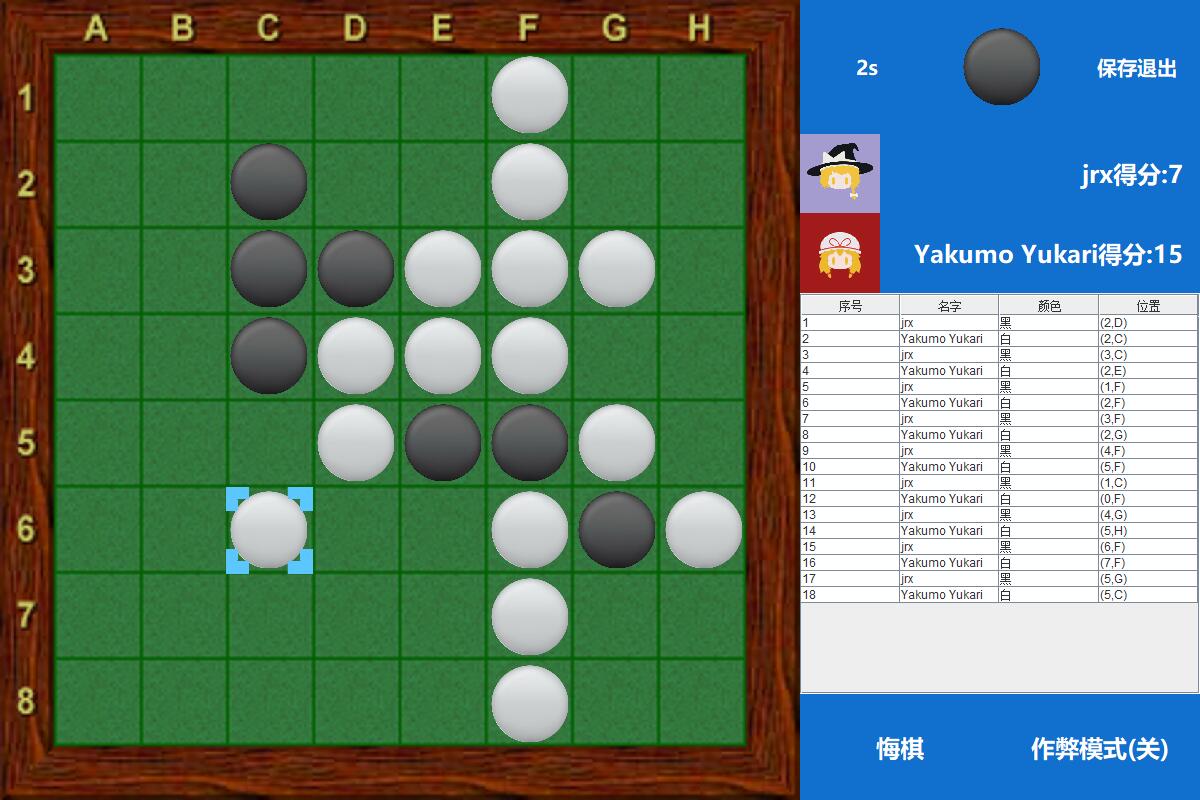 A B C D E F G H
1
2
3
4
5
6
7
8
2s 保存退出
jrx得分:7
Yakumo Yukari得分:15
序号 名字 颜色 位置
1 jrx 黑 (2,D)
2 Yakumo Yukari 白 (2,C)
3 jrx 黑 (3,C)
4 Yakumo Yukari 白 (2,E)
5 jrx 黑 (1,F)
6 Yakumo Yukari 白 (2,F)
7 jrx 黑 (3,F)
8 Yakumo Yukari 白 (2,G)
9 jrx 黑 (4,F)
10 Yakumo Yukari 白 (5,F)
11 jrx 黑 (1,C)
12 Yakumo Yukari 白 (0,F)
13 jrx 黑 (4,G)
14 Yakumo Yukari 白 (5,H)
15 jrx 黑 (6,F)
16 Yakumo Yukari 白 (7,F)
17 jrx 黑 (5,G)
18 Yakumo Yukari 白 (5,C)
悔棋 作弊模式(关)